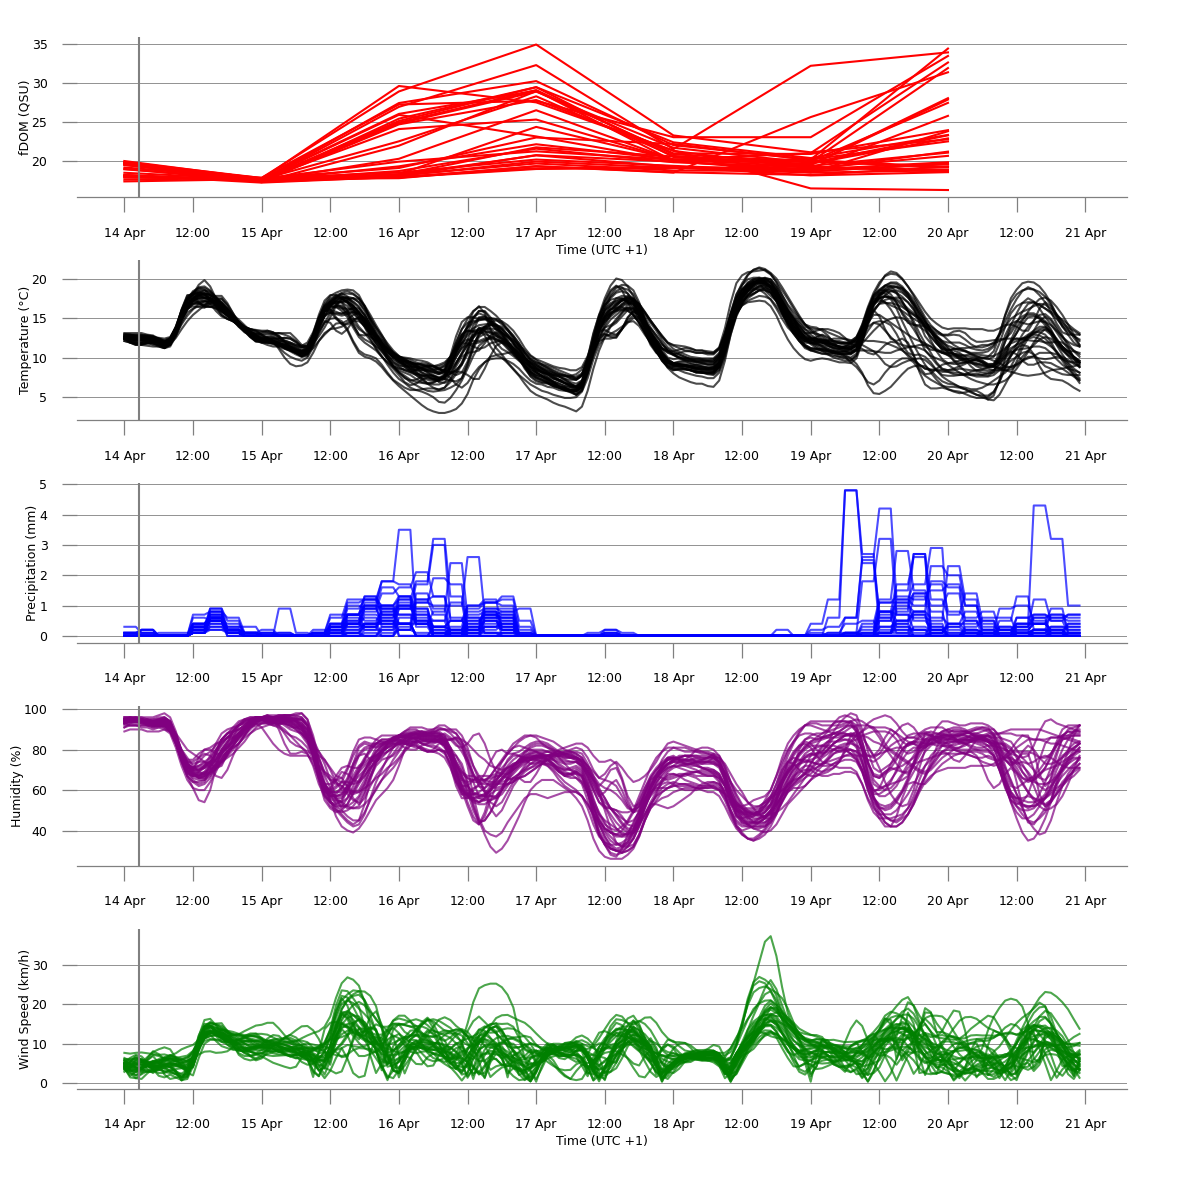 fDOM (QSU)
35
30
25
20
14 Apr 12:00 15 Apr 12:00 16 Apr 12:00 17 Apr 12:00 18 Apr 12:00 19 Apr 12:00 20 Apr 12:00 21 Apr
Time (UTC +1)
Temperature (°C)
20
15
10
5
14 Apr 12:00 15 Apr 12:00 16 Apr 12:00 17 Apr 12:00 18 Apr 12:00 19 Apr 12:00 20 Apr 12:00 21 Apr
Precipitation (mm)
5
4
3
2
1
0
14 Apr 12:00 15 Apr 12:00 16 Apr 12:00 17 Apr 12:00 18 Apr 12:00 19 Apr 12:00 20 Apr 12:00 21 Apr
Humidity (%)
100
80
60
40
14 Apr 12:00 15 Apr 12:00 16 Apr 12:00 17 Apr 12:00 18 Apr 12:00 19 Apr 12:00 20 Apr 12:00 21 Apr
Wind Speed (km/h)
30
20
10
0
14 Apr 12:00 15 Apr 12:00 16 Apr 12:00 17 Apr 12:00 18 Apr 12:00 19 Apr 12:00 20 Apr 12:00 21 Apr
Time (UTC +1)